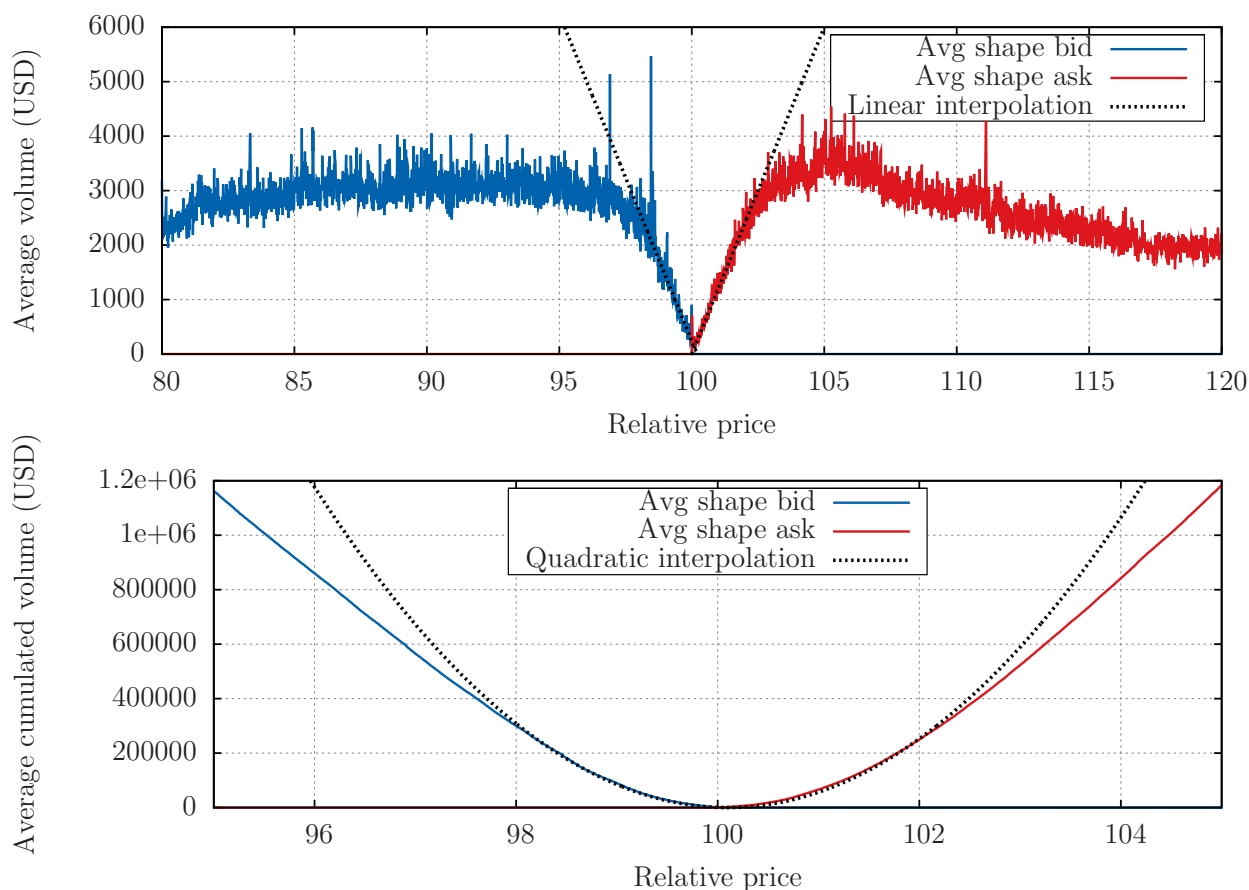 Average volume (USD)
6000
5000
4000
3000
2000
1000
0
Avg shape bid
Avg shape ask
Linear interpolation
80 85 90 95 100 105 110 115 120
Relative price
Average cumulated volume (USD)
1.2e+06
1e+06
800000
600000
400000
200000
0
Avg shape bid
Avg shape ask
Quadratic interpolation
96 98 100 102 104
Relative price